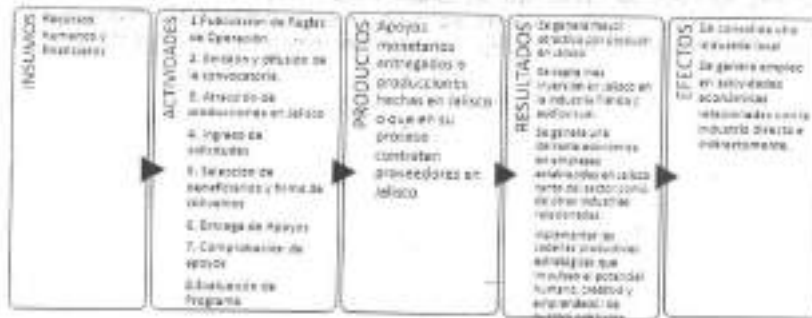 INSUMOS
Recursos
Humanos y
financieros
ACTIVIDADES
1. Publicación de Reglas
de Operación
2. Emisión y difusión de
la convocatoria.
3. Atracción de
producciones en Jalisco
4. Ingreso de
solicitudes
5. Selección de
beneficiarios y firma de
convenios
6. Entrega de Apoyos
7. Comprobación de
apoyos
8. Evaluación de
Programa
PRODUCTOS
Apoyos
monetarios
entregados a
producciones
hechas en Jalisco
o que en su
proceso
contraten
proveedores en
Jalisco
RESULTADOS
Se genera mayor
atractivo por producir
en Jalisco
inversión en Jalisco en
la industria fílmica y
audiovisual.
Se genera una
derrama económica
en empresas
establecidas en Jalisco
tanto del sector como
de otras industrias
relacionadas.
Implementar las
cadenas productivas
estratégicas que
impulsen el potencial
humano, creativo y
EFECTOS
Se consolida una
industria local
Se genera empleo
en actividades
económicas
relacionadas con la
industria directa e
indirectamente.